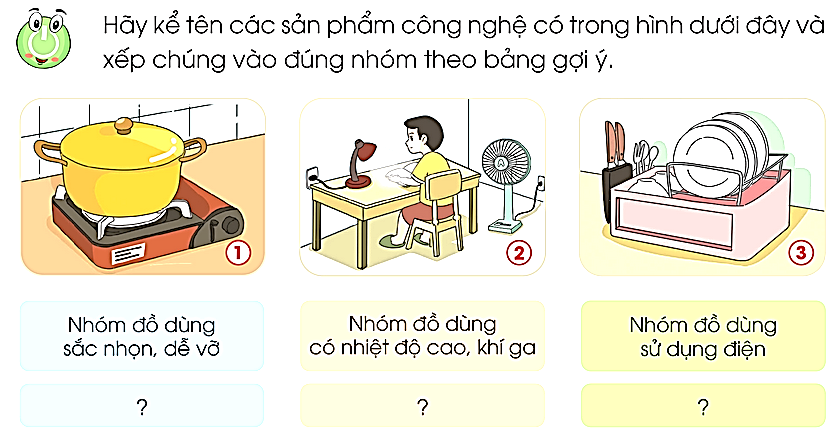 Hãy kể tên các sản phẩm công nghệ có trong hình dưới đây và
xếp chúng vào đúng nhóm theo bảng gợi ý.
1
2
3
Nhóm đồ dùng
sắc nhọn, dễ vỡ
Nhóm đồ dùng
có nhiệt độ cao, khí ga
Nhóm đồ dùng
sử dụng điện
?
?
?